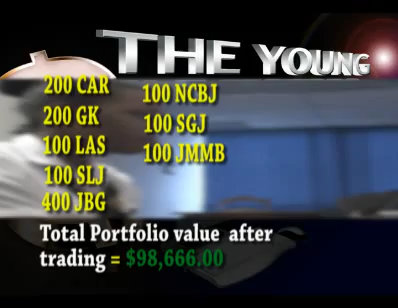 THE YOUNG
200 CAR
200 GK
100 LAS
100 SLJ
400 JBG
100 NCBJ
100 SGJ
100 JMMB
Total Portfolio value after
trading = $98,666.00